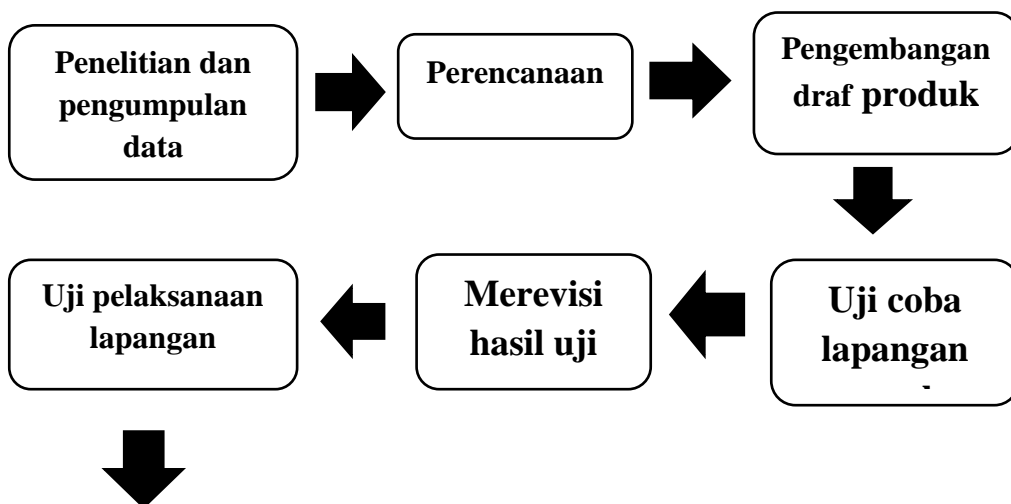 Penelitian dan
pengumpulan
data
Perencanaan
Pengembangan
draf produk
Uji coba
lapangan
Merevisi
hasil uji
Uji pelaksanaan
lapangan